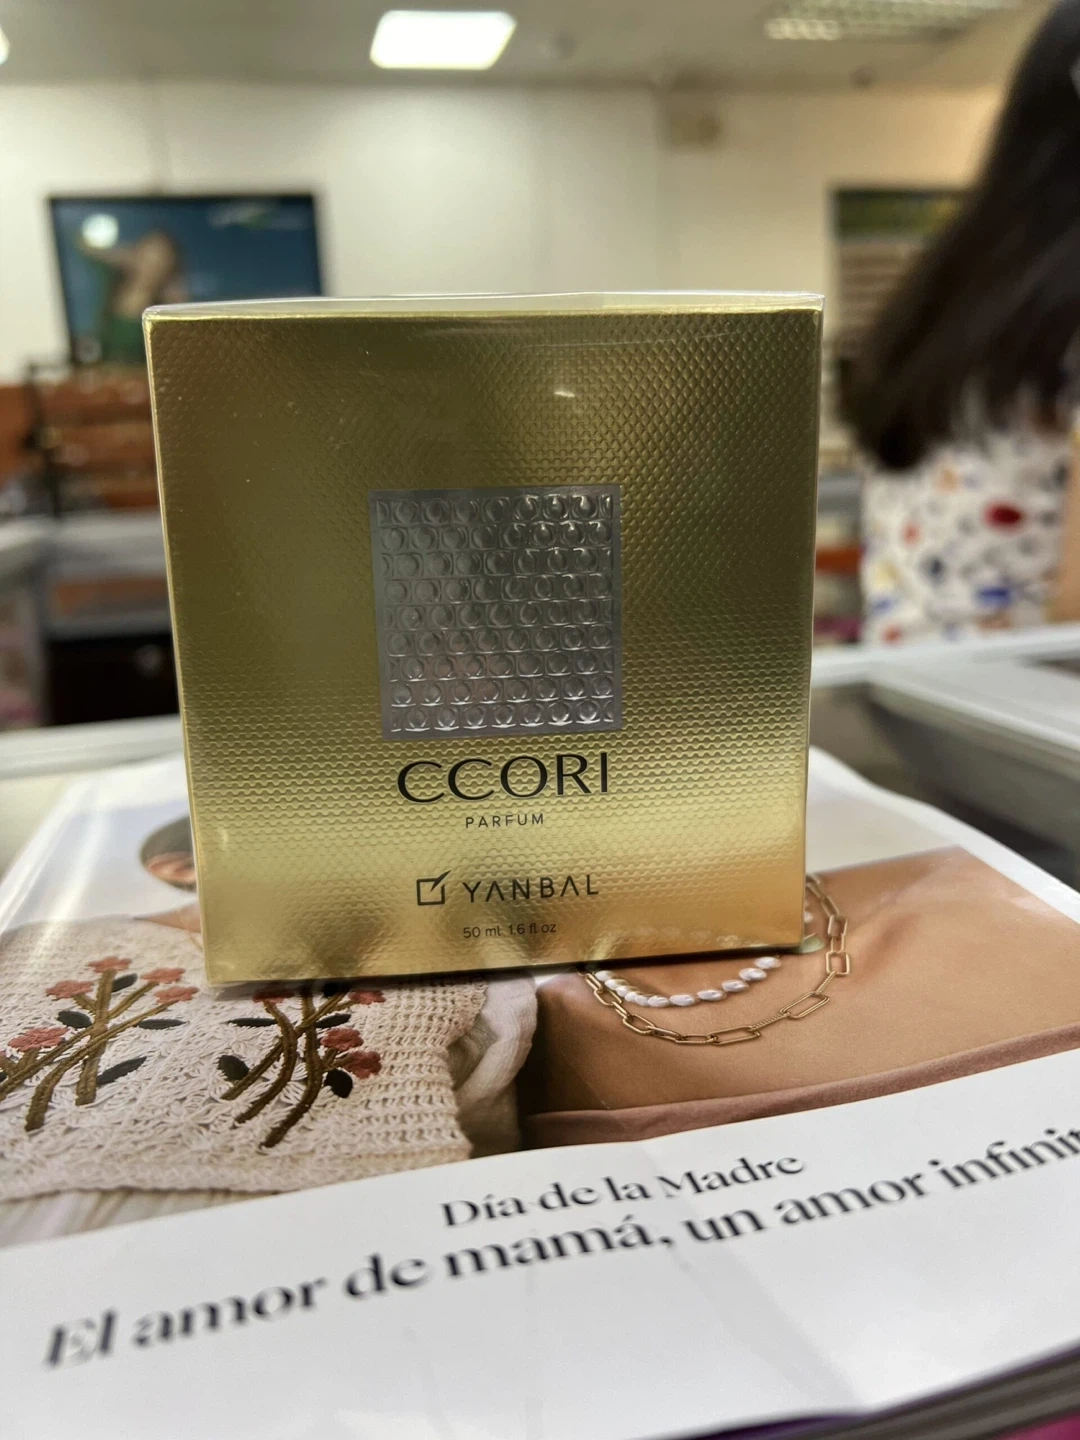 CCORI
PARFUM
YANBAL
50 ml 1.6 fl oz
Día de la Madre
El amor de mamá, un amor